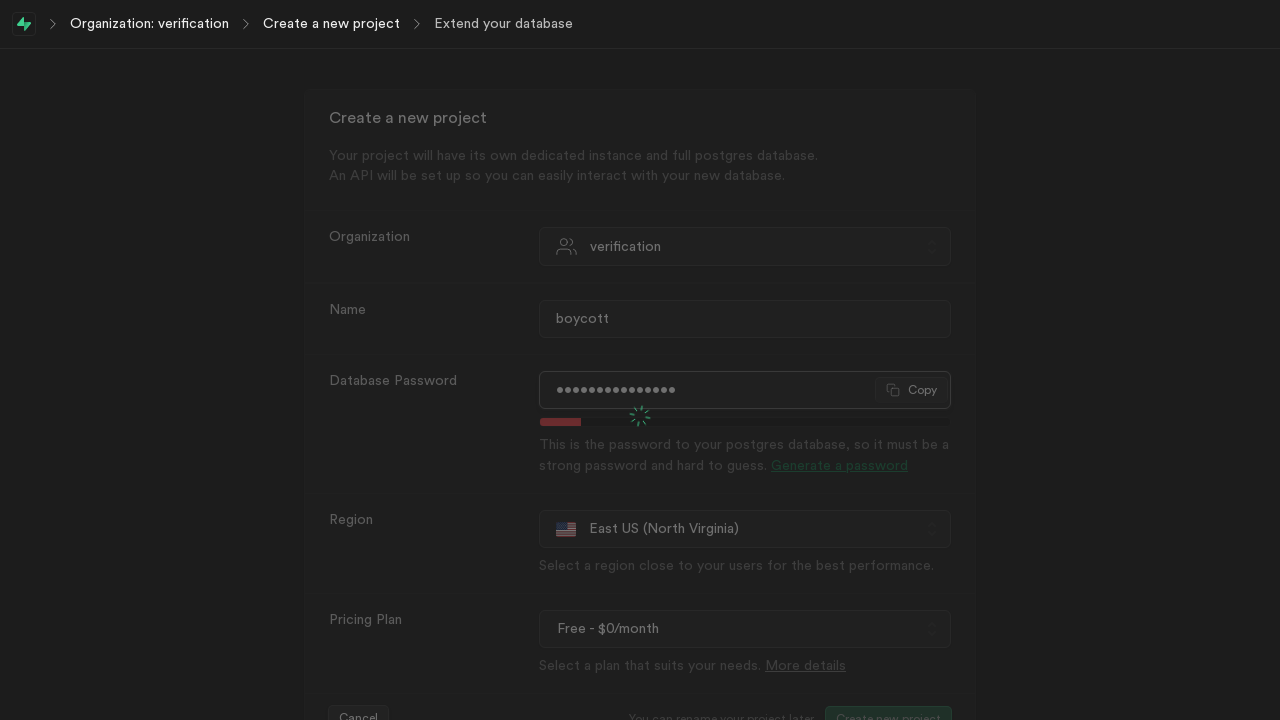 Organization: verification
Create a new project
Extend your database
Create a new project
Your project will have its own dedicated instance and full postgres database.
An API will be set up so you can easily interact with your new database.
Organization
verification
Name
boycott
Database Password
•••••••••••••••
Copy
This is the password to your postgres database, so it must be a
strong password and hard to guess. Generate a password
Region
East US (North Virginia)
Select a region close to your users for the best performance.
Pricing Plan
Free - $0/month
Select a plan that suits your needs. More details
Cancel
You can rename your project later
Create new project